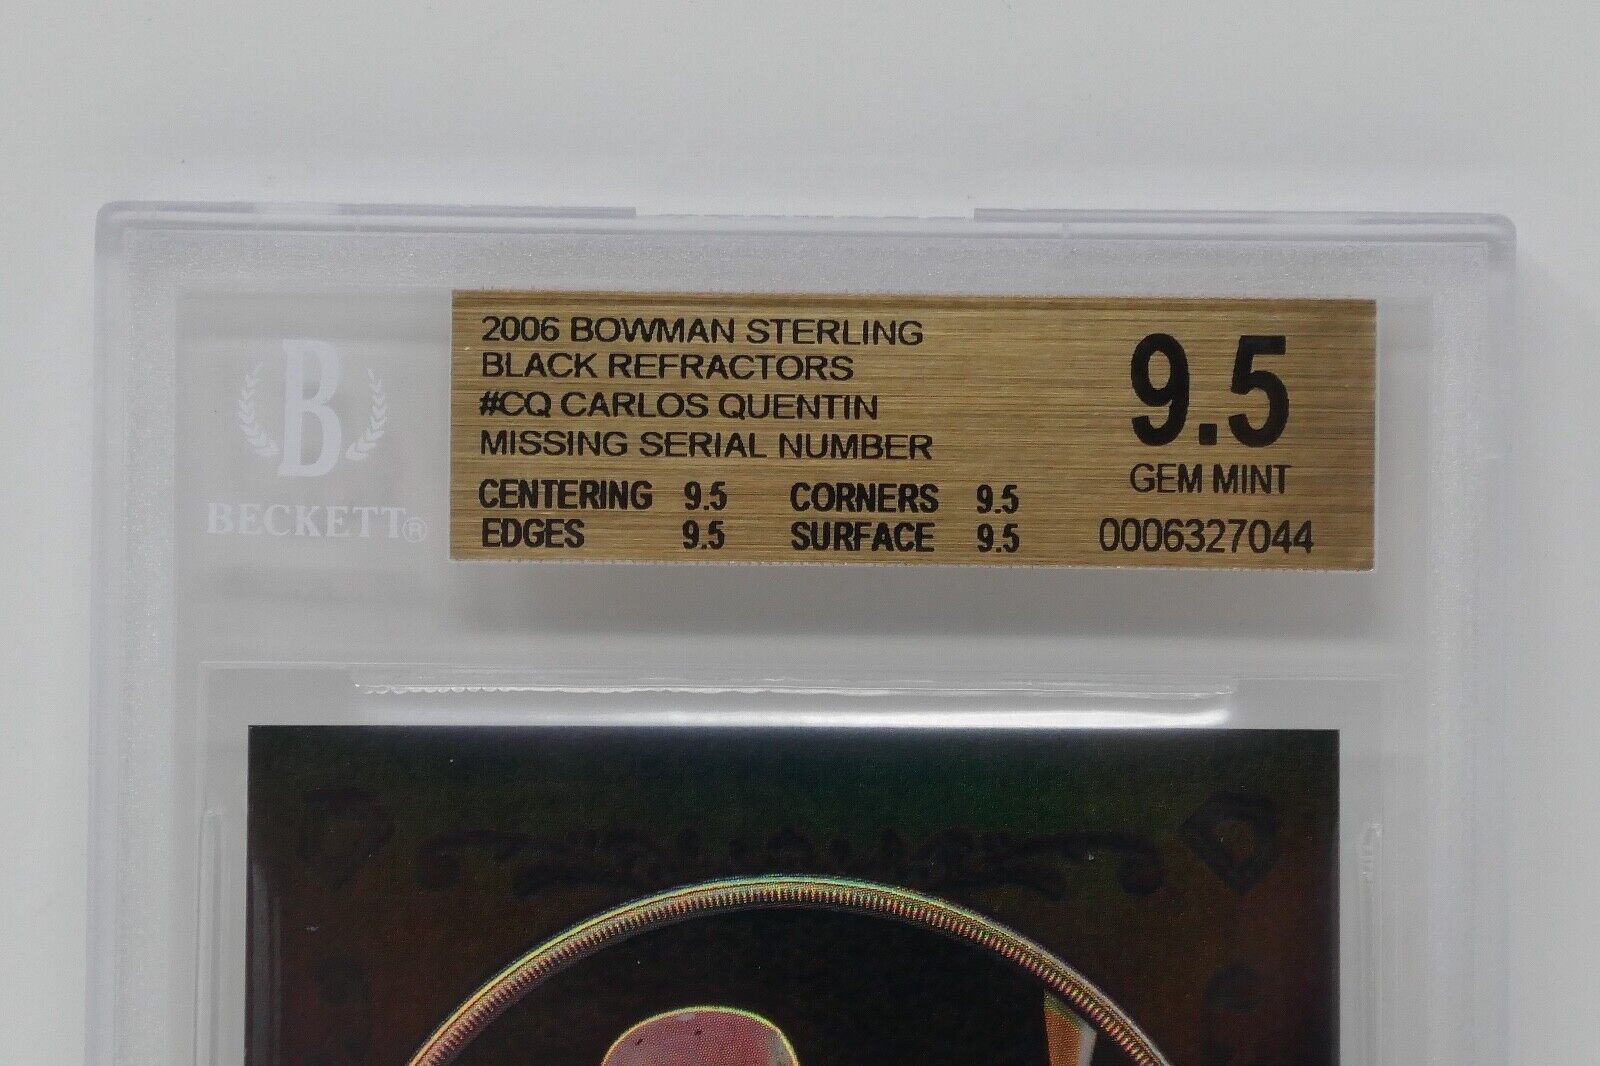 B
BECKETT®
2006 BOWMAN STERLING
BLACK REFRACTORS
#CQ CARLOS QUENTIN
MISSING SERIAL NUMBER
CENTERING 9.5 CORNERS 9.5
EDGES 9.5 SURFACE 9.5
9.5
GEM MINT
0006327044